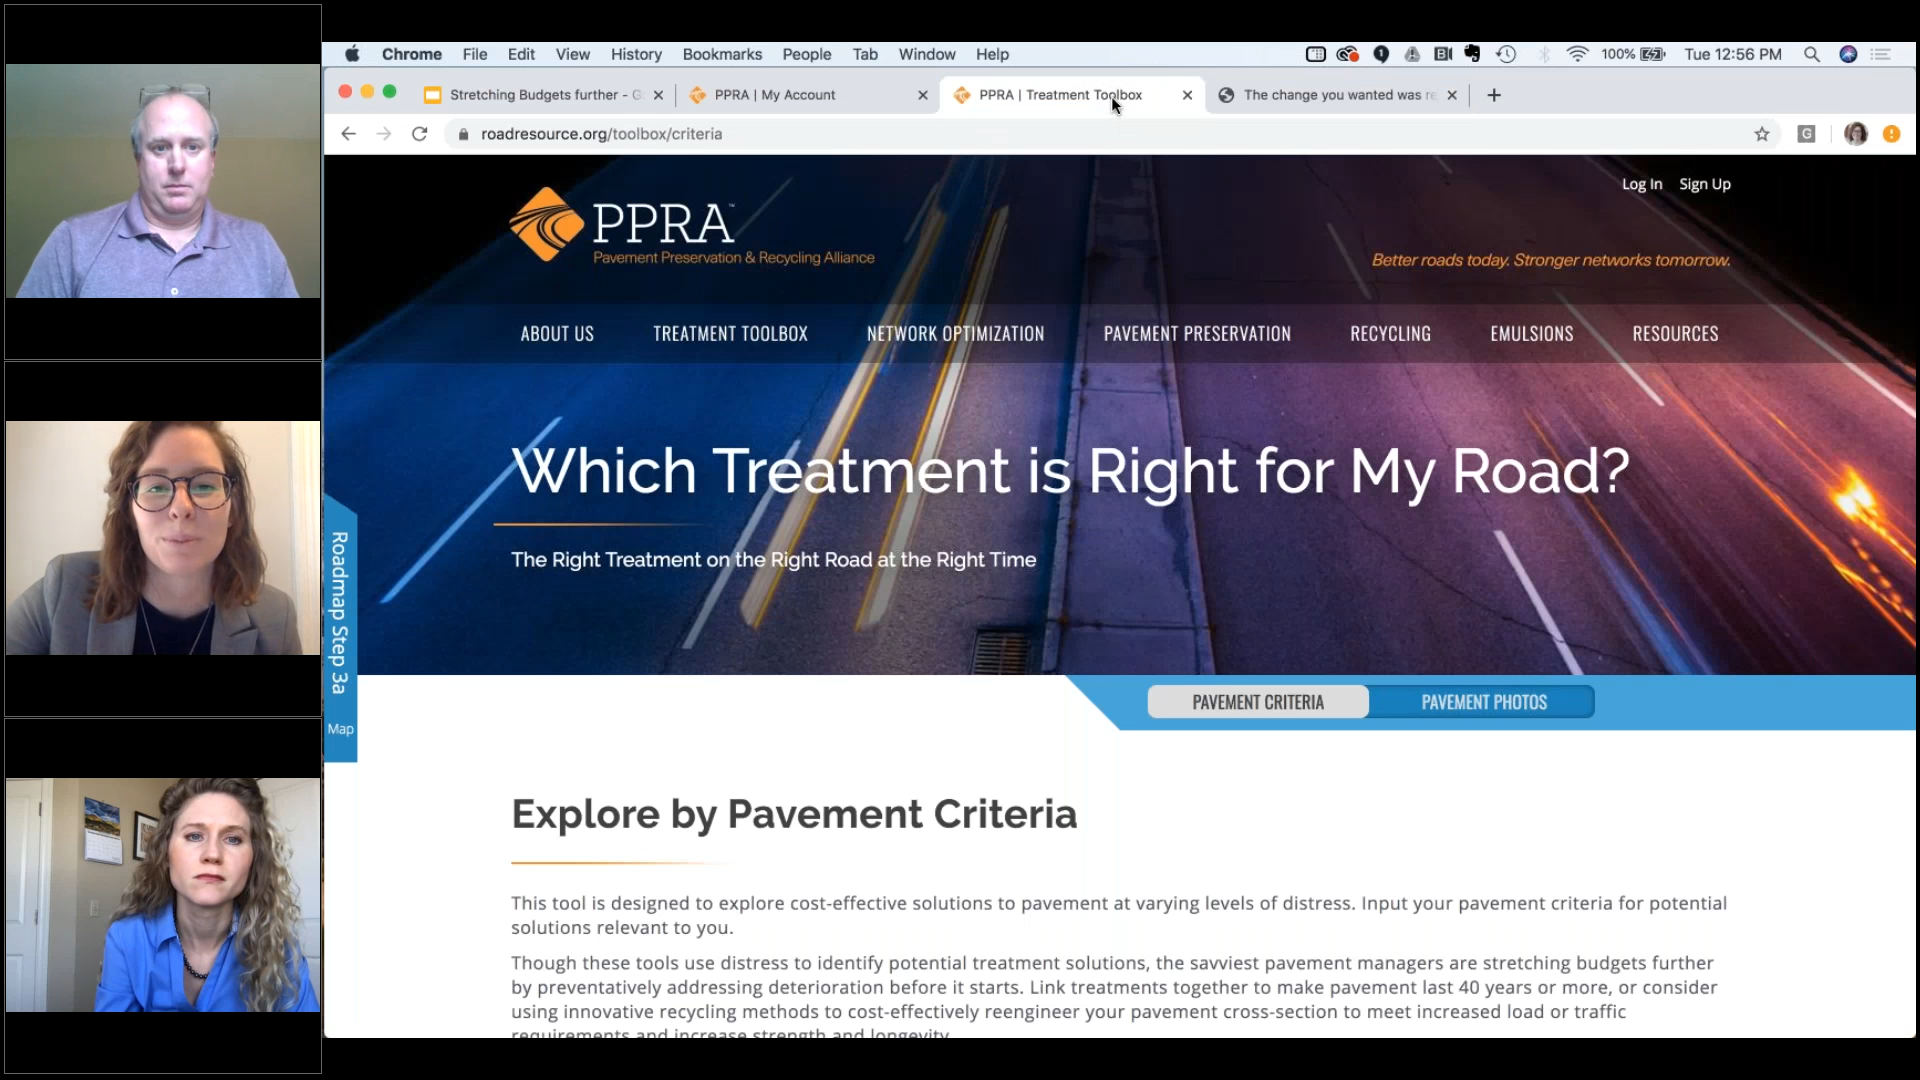 Chrome File Edit View History Bookmarks People Tab Window Help 100% Tue 12:56 PM
Stretching Budgets further - G
PPRA | My Account
PPRA | Treatment Toolbox
The change you wanted was re
roadresource.org/toolbox/criteria
Log In Sign Up
PPRA™
Pavement Preservation & Recycling Alliance
Better roads today. Stronger networks tomorrow.
ABOUT US TREATMENT TOOLBOX NETWORK OPTIMIZATION PAVEMENT PRESERVATION RECYCLING EMULSIONS RESOURCES
Which Treatment is Right for My Road?
The Right Treatment on the Right Road at the Right Time
Roadmap Step 3a
Map
PAVEMENT CRITERIA PAVEMENT PHOTOS
Explore by Pavement Criteria
This tool is designed to explore cost-effective solutions to pavement at varying levels of distress. Input your pavement criteria for potential
solutions relevant to you.
Though these tools use distress to identify potential treatment solutions, the savviest pavement managers are stretching budgets further
by preventatively addressing deterioration before it starts. Link treatments together to make pavement last 40 years or more, or consider
using innovative recycling methods to cost-effectively reengineer your pavement cross-section to meet increased load or traffic
requirements and increase strength and longevity.